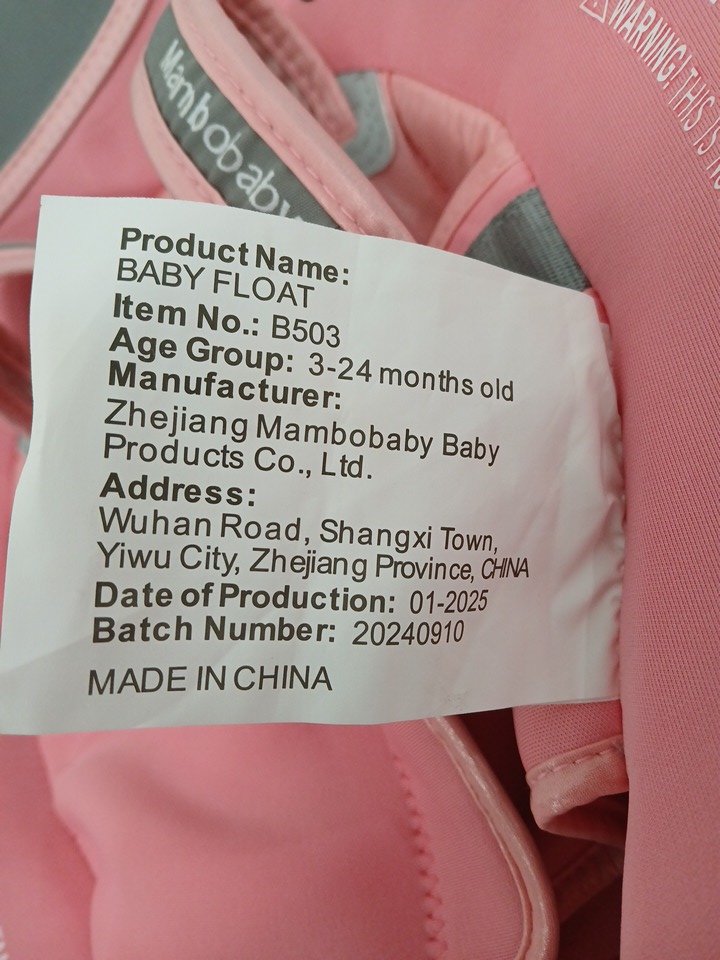 Mambobaby
WARNING! THIS IS
Product Name:
BABY FLOAT
Item No.: B503
Age Group: 3-24 months old
Manufacturer:
Zhejiang Mambobaby Baby
Products Co., Ltd.
Address:
Wuhan Road, Shangxi Town,
Yiwu City, Zhejiang Province, CHINA
Date of Production: 01-2025
Batch Number: 20240910
MADE IN CHINA